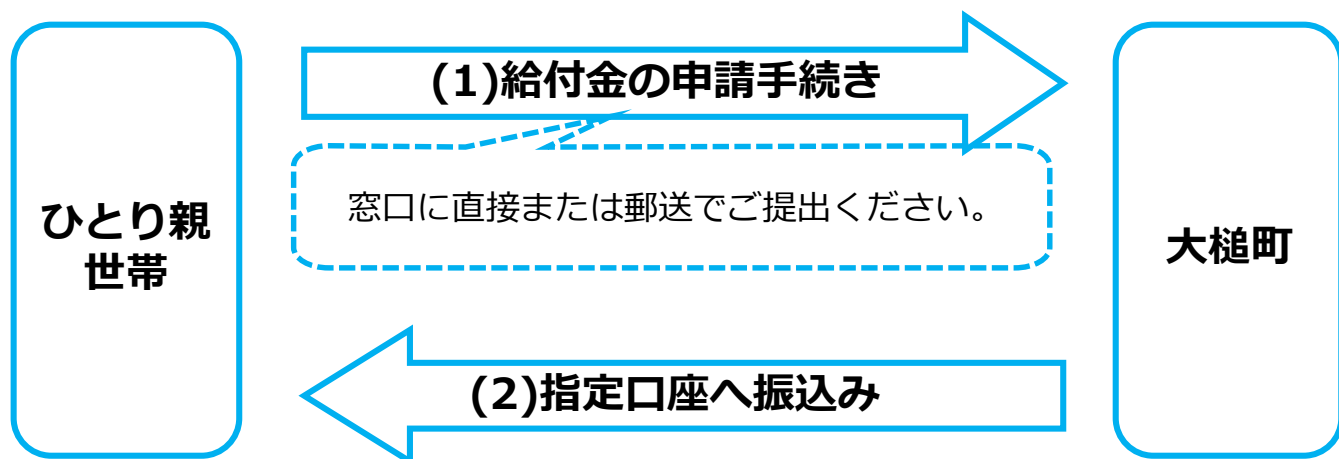 (1)給付金の申請手続き
窓口に直接または郵送でご提出ください。
ひとり親
世帯
大槌町
(2)指定口座へ振込み